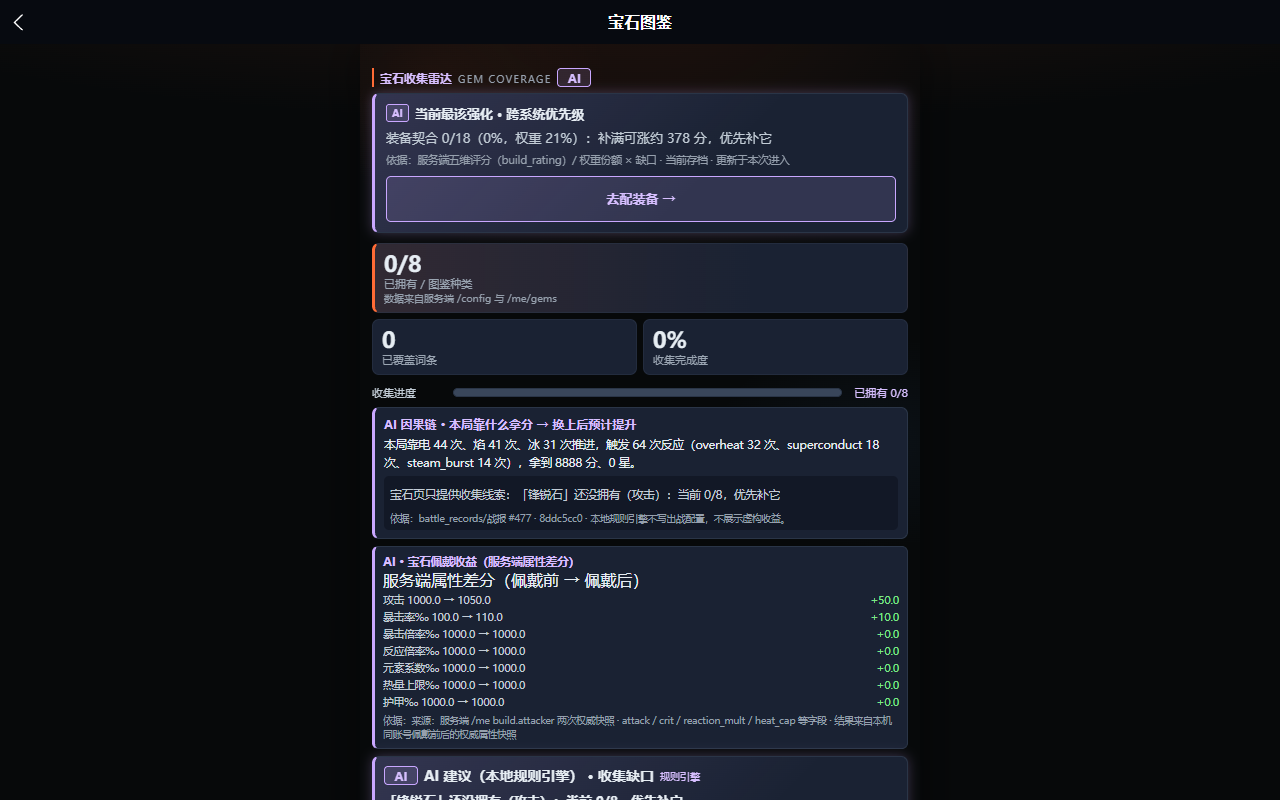 宝石图鉴
宝石收集雷达 GEM COVERAGE AI
AI 当前最该强化 • 跨系统优先级
装备契合 0/18（0%，权重 21%）：补满可涨约 378 分，优先补它
依据：服务端五维评分（build_rating）/ 权重份额 × 缺口 · 当前存档 · 更新于本次进入
去配装备 →
0/8
已拥有 / 图鉴种类
数据来自服务端 /config 与 /me/gems
0
已覆盖词条
0%
收集完成度
收集进度 已拥有 0/8
AI 因果链 • 本局靠什么拿分 → 换上后预计提升
本局靠电 44 次、焰 41 次、冰 31 次推进，触发 64 次反应（overheat 32 次、superconduct 18
次、steam_burst 14 次），拿到 8888 分、0 星。
宝石页只提供收集线索：「锋锐石」还没拥有（攻击）：当前 0/8，优先补它
依据：battle_records/战报 #477 · 8ddc5cc0 · 本地规则引擎不写出战配置，不展示虚构收益。
AI • 宝石佩戴收益（服务端属性差分）
服务端属性差分（佩戴前 → 佩戴后）
攻击 1000.0 → 1050.0 +50.0
暴击率‰ 100.0 → 110.0 +10.0
暴击倍率‰ 1000.0 → 1000.0 +0.0
反应倍率‰ 1000.0 → 1000.0 +0.0
元素系数‰ 1000.0 → 1000.0 +0.0
热量上限‰ 1000.0 → 1000.0 +0.0
护甲‰ 1000.0 → 1000.0 +0.0
依据：来源：服务端 /me build.attacker 两次权威快照 · attack / crit / reaction_mult / heat_cap 等字段 · 结果来自本机
同账号佩戴前后的权威属性快照
AI AI 建议（本地规则引擎） • 收集缺口 规则引擎
「锋锐石」还没拥有（攻击）：当前 0/8，优先补它